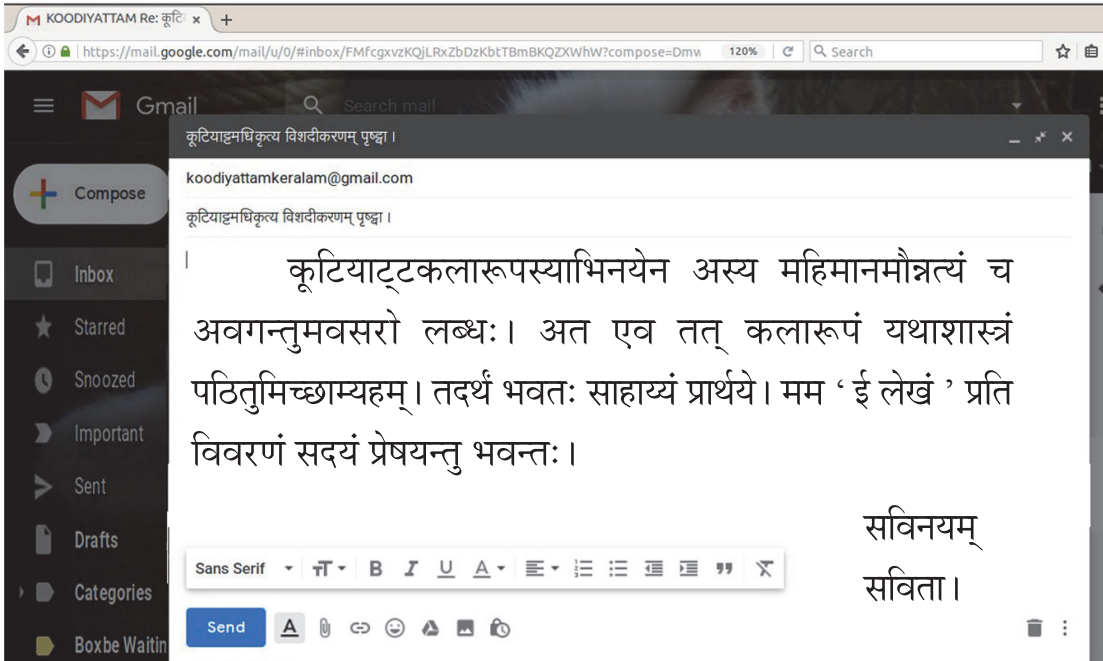 KOODIYATTAM Re: कूटि
https://mail.google.com/mail/u/0/#inbox/FMfcgxvzKQjLRxZbDzKbtTBmBKQZXWhW?compose=Dmw 120% Search
Gmail Search mail
कूटियाट्टमधिकृत्य विशदीकरणम् पृष्ट्वा ।
koodiyattamkeralam@gmail.com
Compose
कूटियाट्टमधिकृत्य विशदीकरणम् पृष्ट्वा ।
Inbox
Starred
Snoozed
Important
Sent
Drafts
Categories
Boxbe Waitin
कूटियाट्टकलारूपस्याभिनयेन अस्य महिमानमौन्नत्यं च
अवगन्तुमवसरो लब्धः। अत एव तत् कलारूपं यथाशास्त्रं
पठितुमिच्छाम्यहम्। तदर्थं भवतः साहाय्यं प्रार्थये। मम ‘ ई लेखं ’ प्रति
विवरणं सदयं प्रेषयन्तु भवन्तः।
सविनयम्
सविता।
Sans Serif
Send